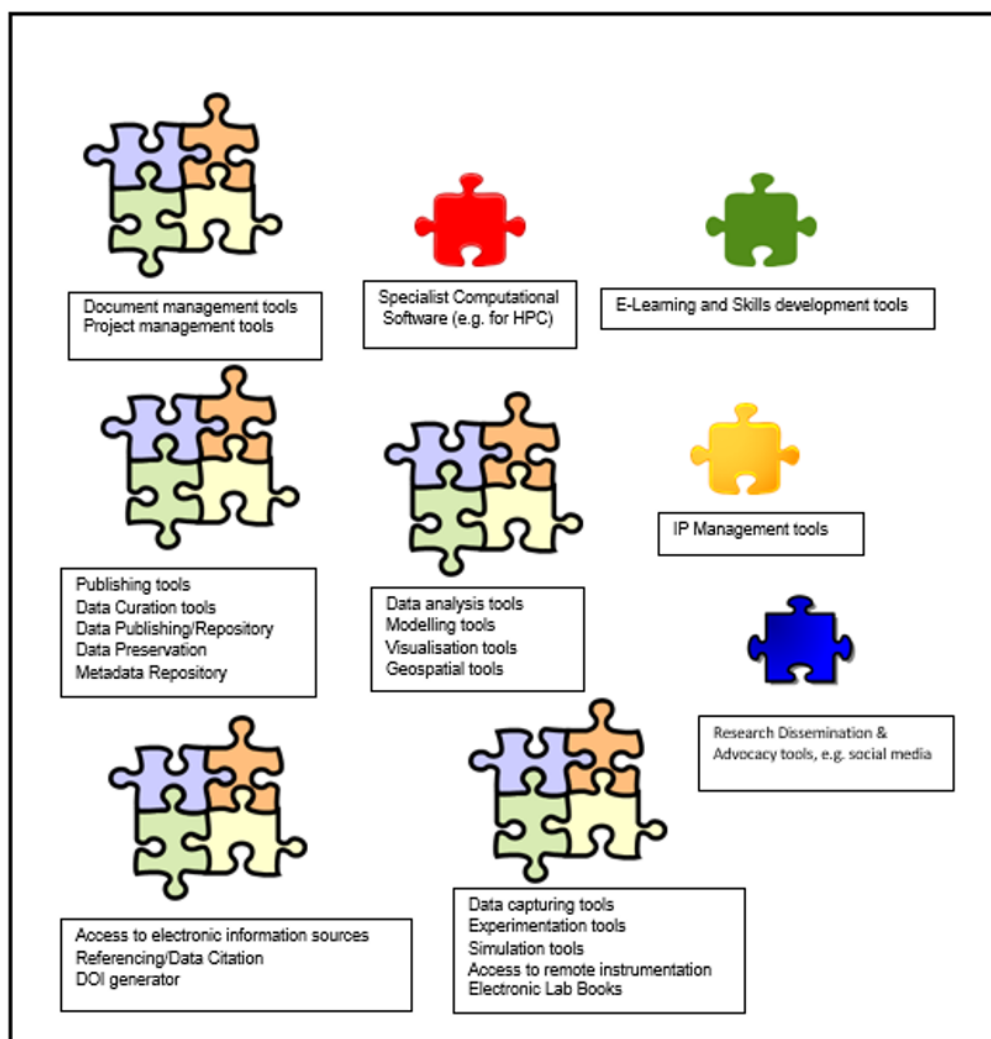 Document management tools
Project management tools
Specialist Computational
Software (e.g. for HPC)
E-Learning and Skills development tools
IP Management tools
Publishing tools
Data Curation tools
Data Publishing/Repository
Data Preservation
Metadata Repository
Data analysis tools
Modelling tools
Visualisation tools
Geospatial tools
Research Dissemination &
Advocacy tools, e.g. social media
Access to electronic information sources
Referencing/Data Citation
DOI generator
Data capturing tools
Experimentation tools
Simulation tools
Access to remote instrumentation
Electronic Lab Books